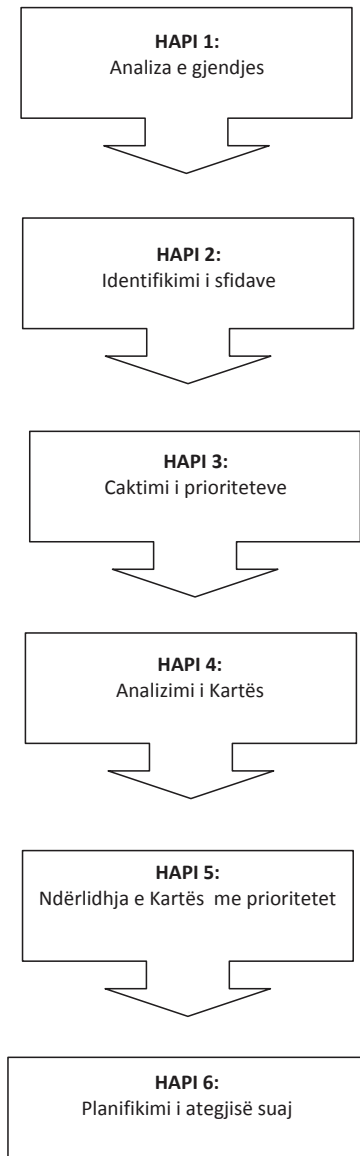 HAPI 1:
Analiza e gjendjes
HAPI 2:
Identifikimi i sfidave
HAPI 3:
Caktimi i prioriteteve
HAPI 4:
Analizimi i Kartës
HAPI 5:
Ndërlidhja e Kartës me prioritetet
HAPI 6:
Planifikimi i ategjisë suaj